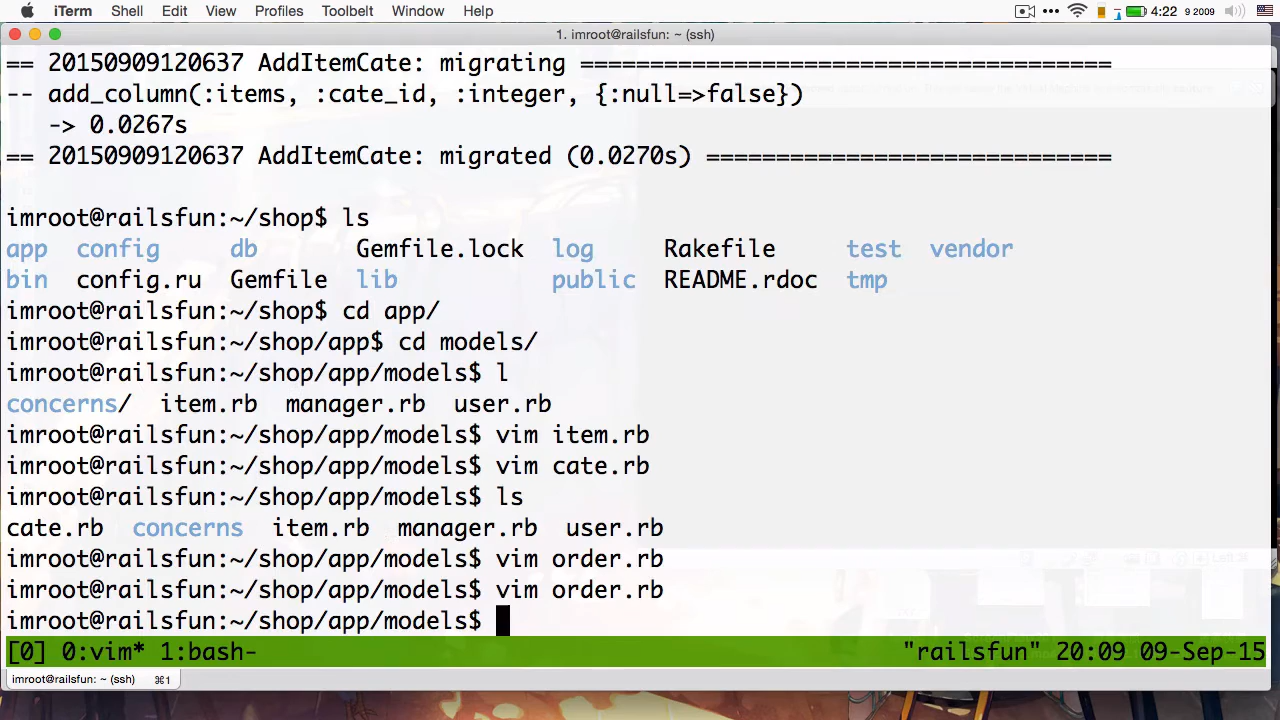 iTerm Shell Edit View Profiles Toolbelt Window Help 4:22 9 2009
1. imroot@railsfun: ~ (ssh)
== 20150909120637 AddItemCate: migrating ======================================
-- add_column(:items, :cate_id, :integer, {:null=>false})
-> 0.0267s
== 20150909120637 AddItemCate: migrated (0.0270s) =============================
imroot@railsfun:~/shop$ ls
app config db Gemfile.lock log Rakefile test vendor
bin config.ru Gemfile lib public README.rdoc tmp
imroot@railsfun:~/shop$ cd app/
imroot@railsfun:~/shop/app$ cd models/
imroot@railsfun:~/shop/app/models$ l
concerns/ item.rb manager.rb user.rb
imroot@railsfun:~/shop/app/models$ vim item.rb
imroot@railsfun:~/shop/app/models$ vim cate.rb
imroot@railsfun:~/shop/app/models$ ls
cate.rb concerns item.rb manager.rb user.rb
imroot@railsfun:~/shop/app/models$ vim order.rb
imroot@railsfun:~/shop/app/models$ vim order.rb
imroot@railsfun:~/shop/app/models$
[0] 0:vim* 1:bash- "railsfun" 20:09 09-Sep-15
imroot@railsfun: ~ (ssh) ⌘1